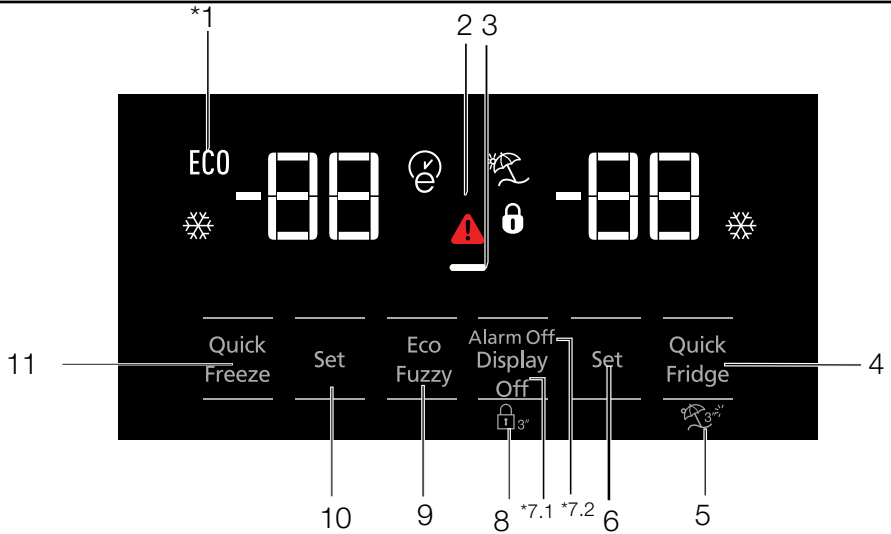 *1
2 3
ECO -88 e -88
Quick Freeze
Set
Eco Fuzzy
Alarm Off
Display Off
Set
Quick Fridge
11
4
3"
3"
10
9
8
*7.1
*7.2
6
5